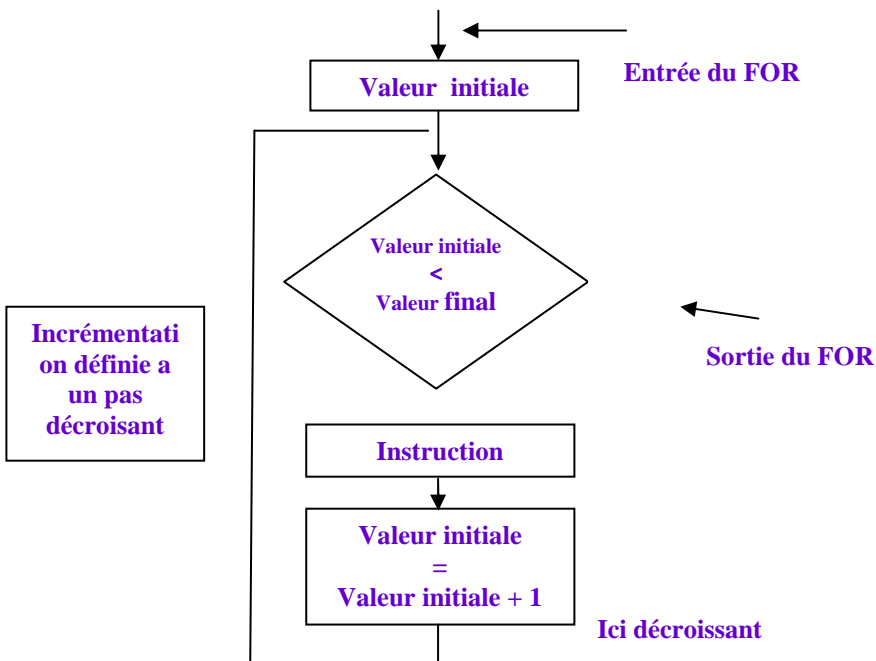 Entrée du FOR
Valeur initiale
Valeur initiale
<
Valeur final
Incrémentati
on définie a
un pas
décroisant
Sortie du FOR
Instruction
Valeur initiale
=
Valeur initiale + 1
Ici décroissant